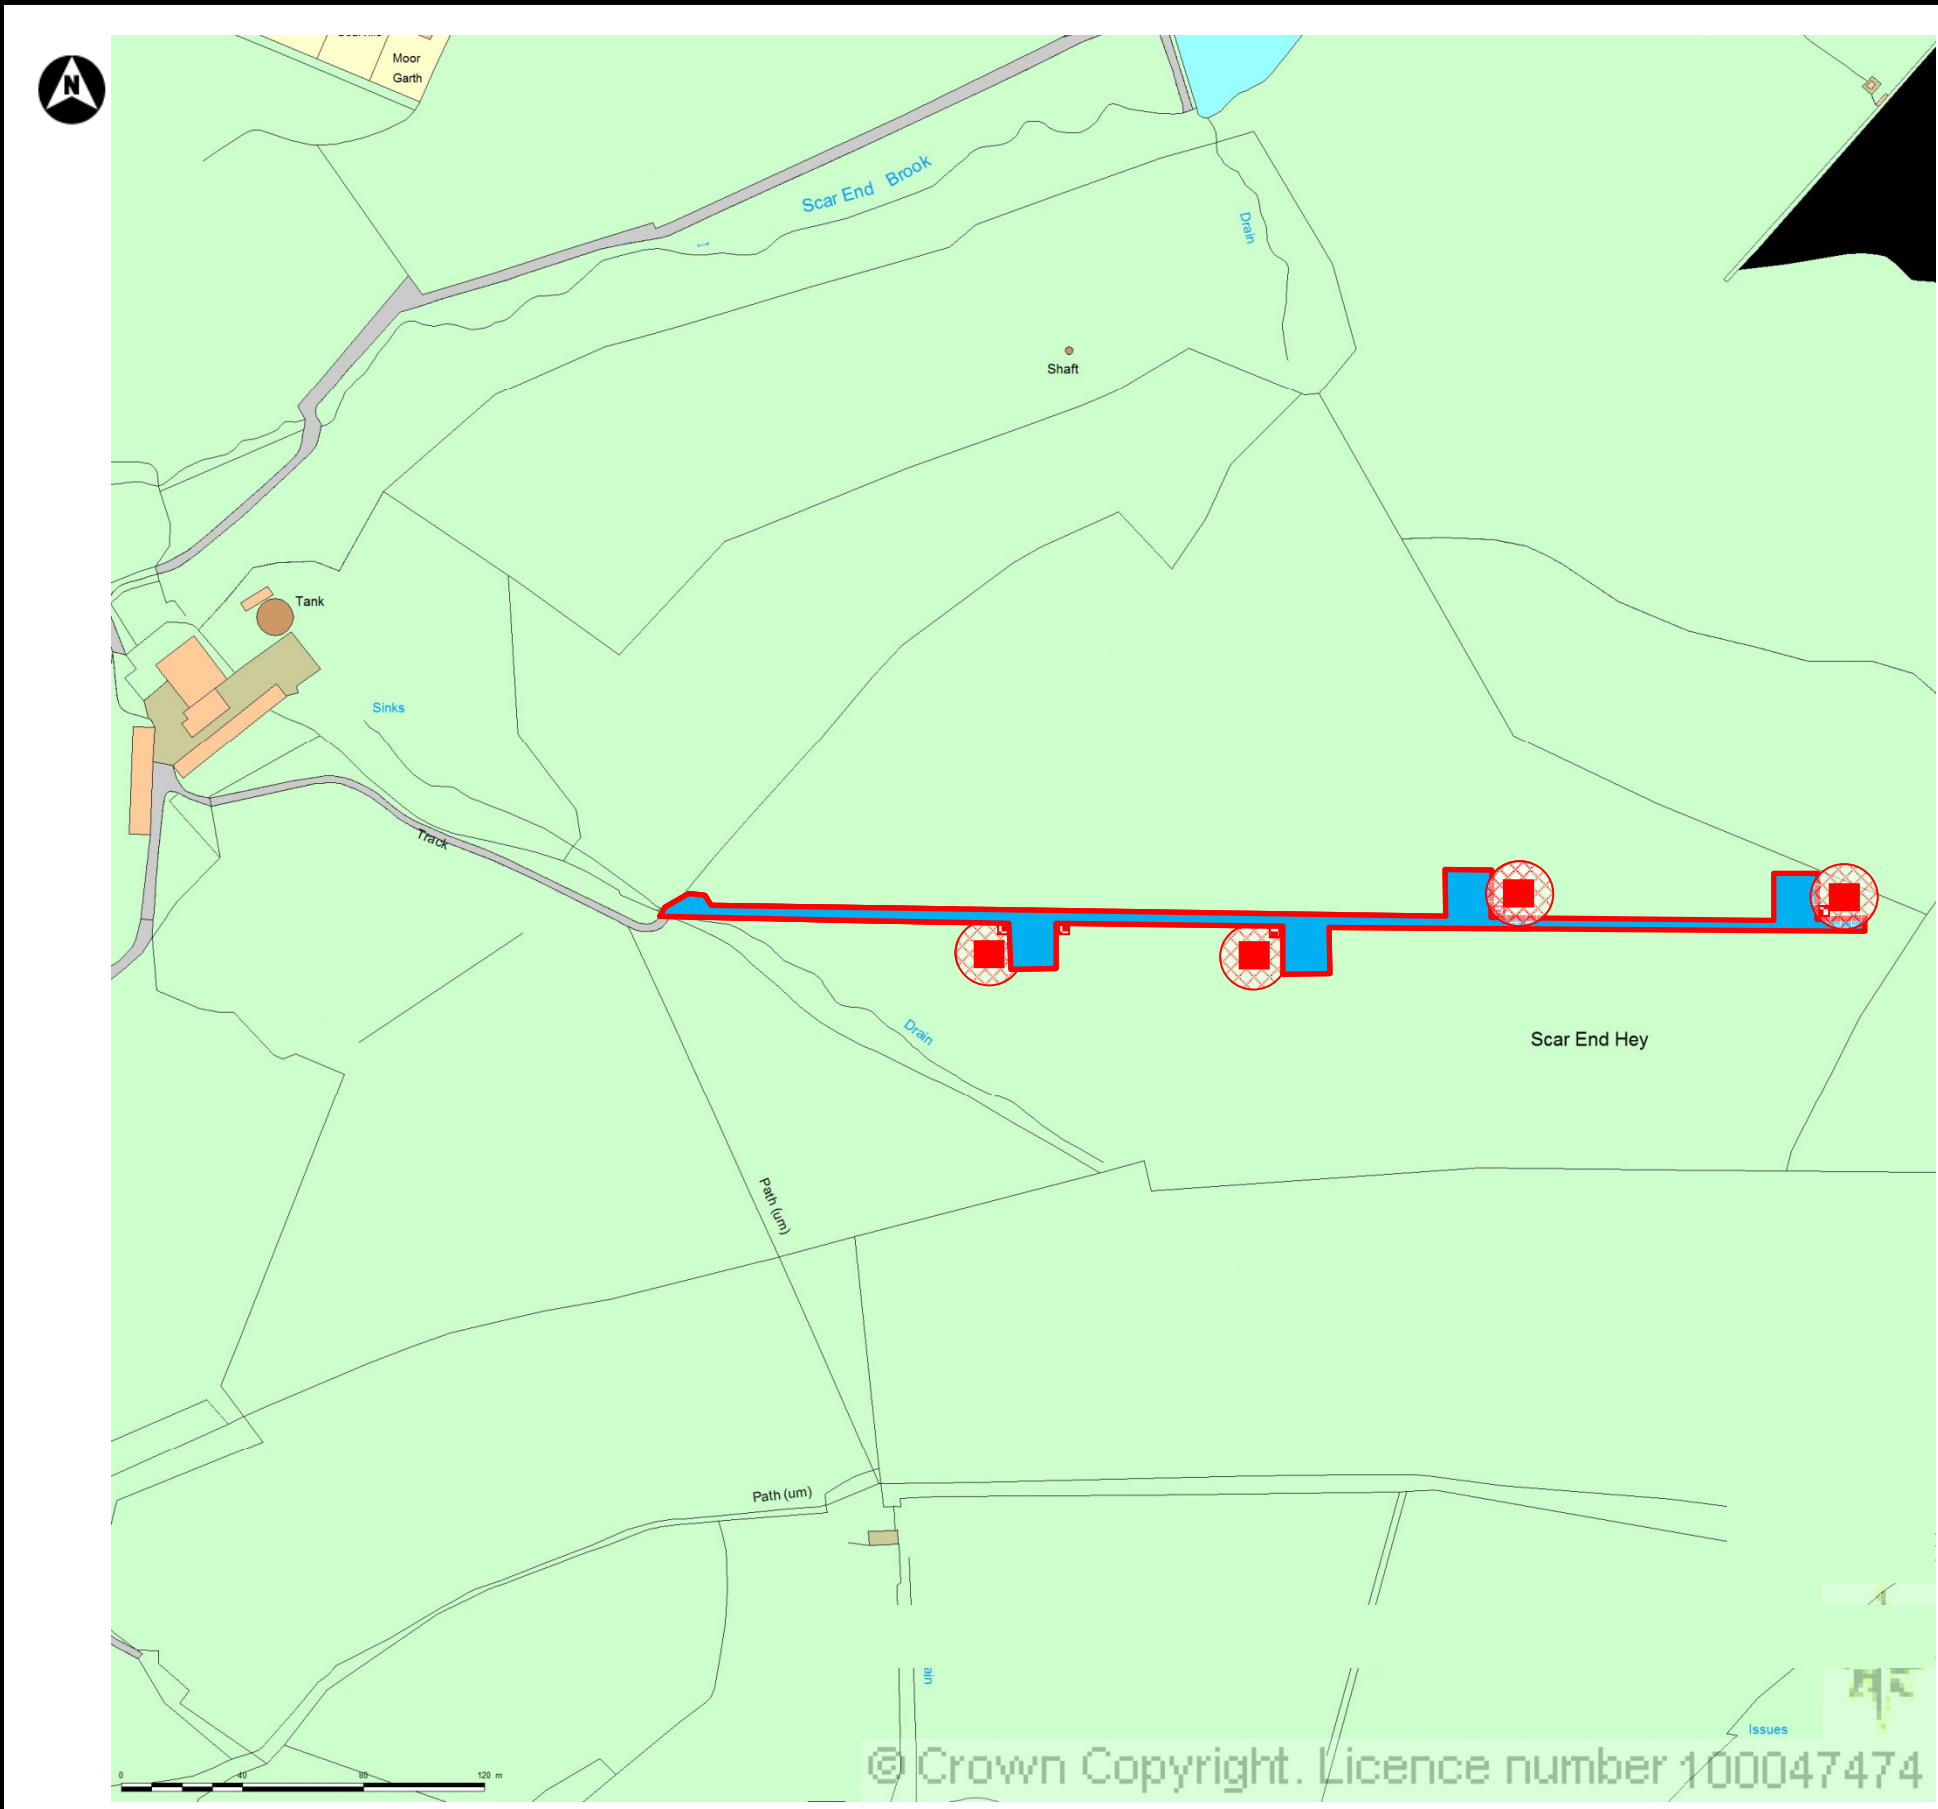 N
Moor
Garth
Scar End Brook
Drain
Shaft
Tank
Sinks
Track
Drain
Scar End Hey
Path (um)
Path (um)
ain
Issues
0 40 80 120 m
© Crown Copyright. Licence number 100047474